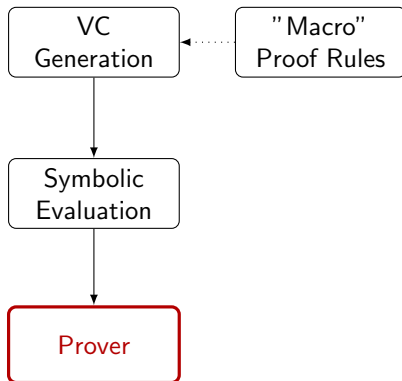 VC
Generation
”Macro"
Proof Rules
Symbolic
Evaluation
Prover